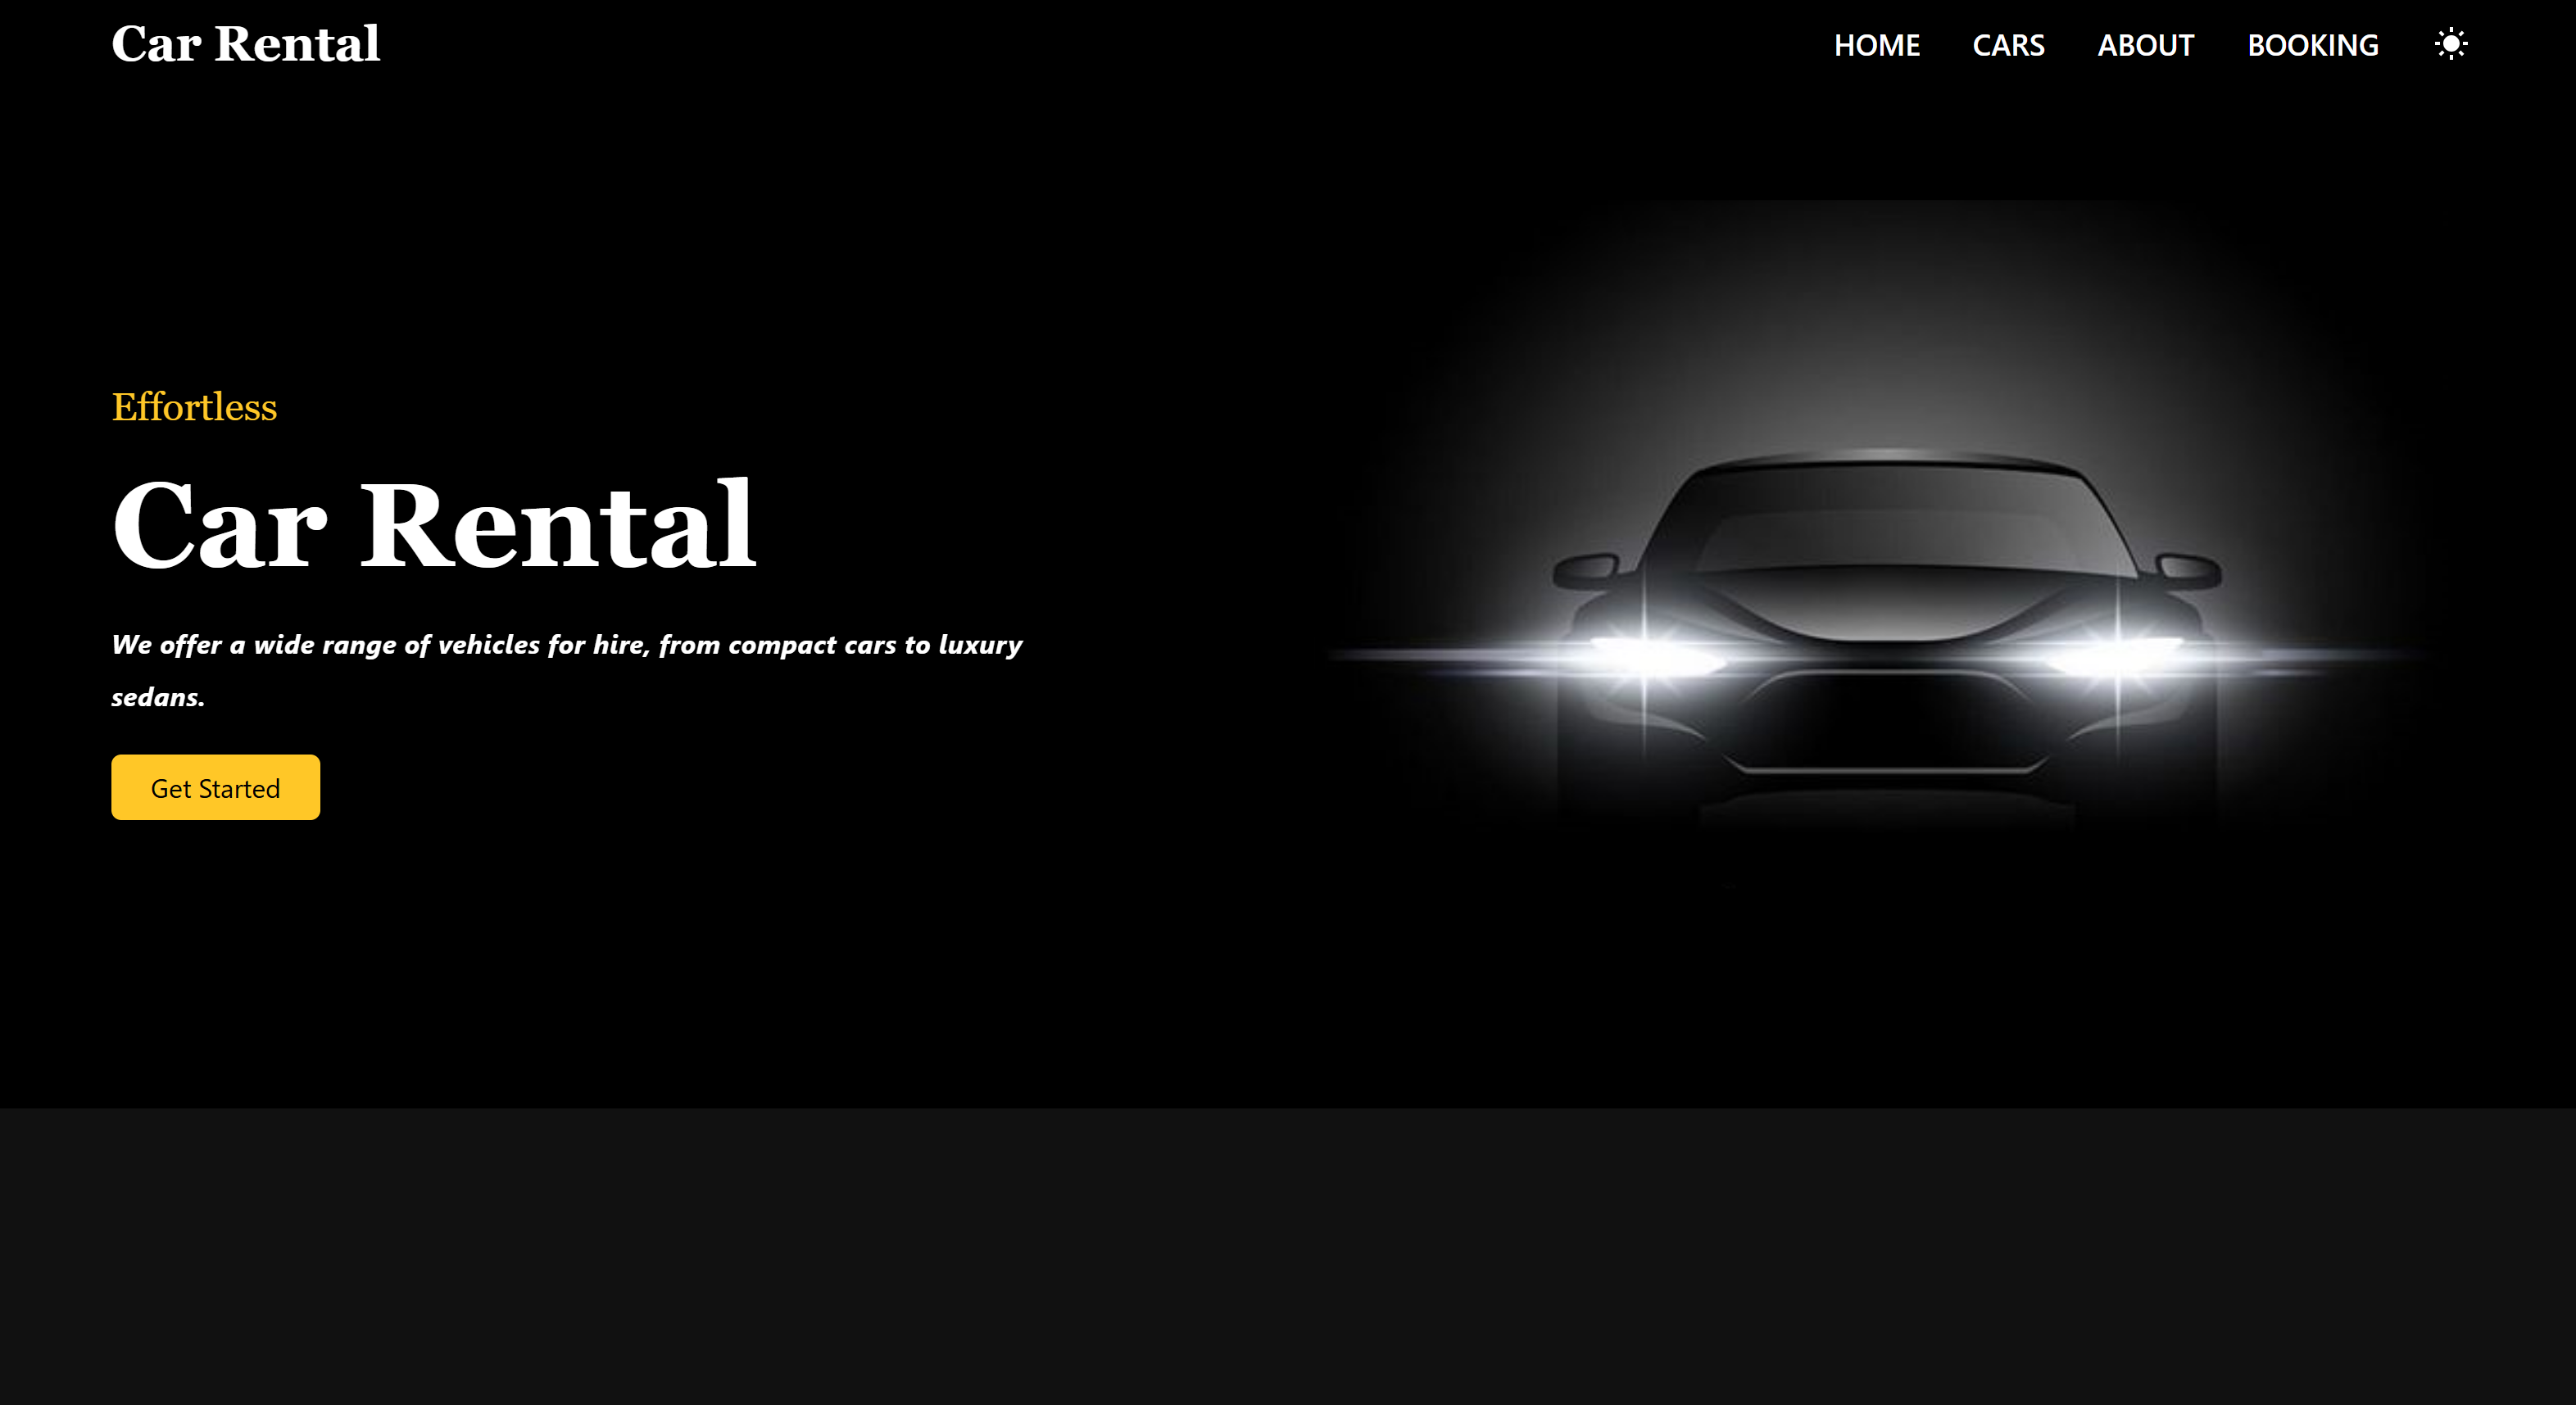 Car Rental
HOME CARS ABOUT BOOKING
Effortless
Car Rental
We offer a wide range of vehicles for hire, from compact cars to luxury
sedans.
Get Started